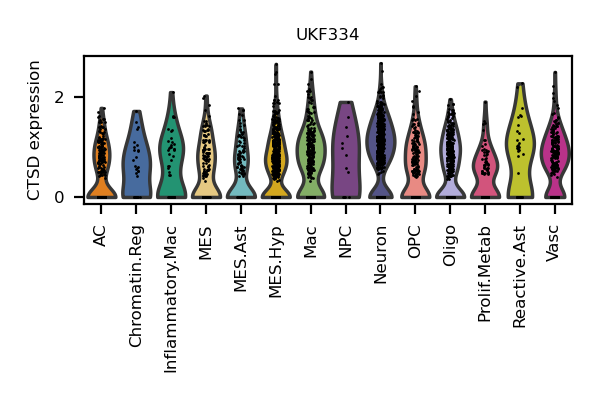 UKF334
CTSD expression
2
0
AC
Chromatin.Reg
Inflammatory.Mac
MES
MES.Ast
MES.Hyp
Mac
NPC
Neuron
OPC
Oligo
Prolif.Metab
Reactive.Ast
Vasc